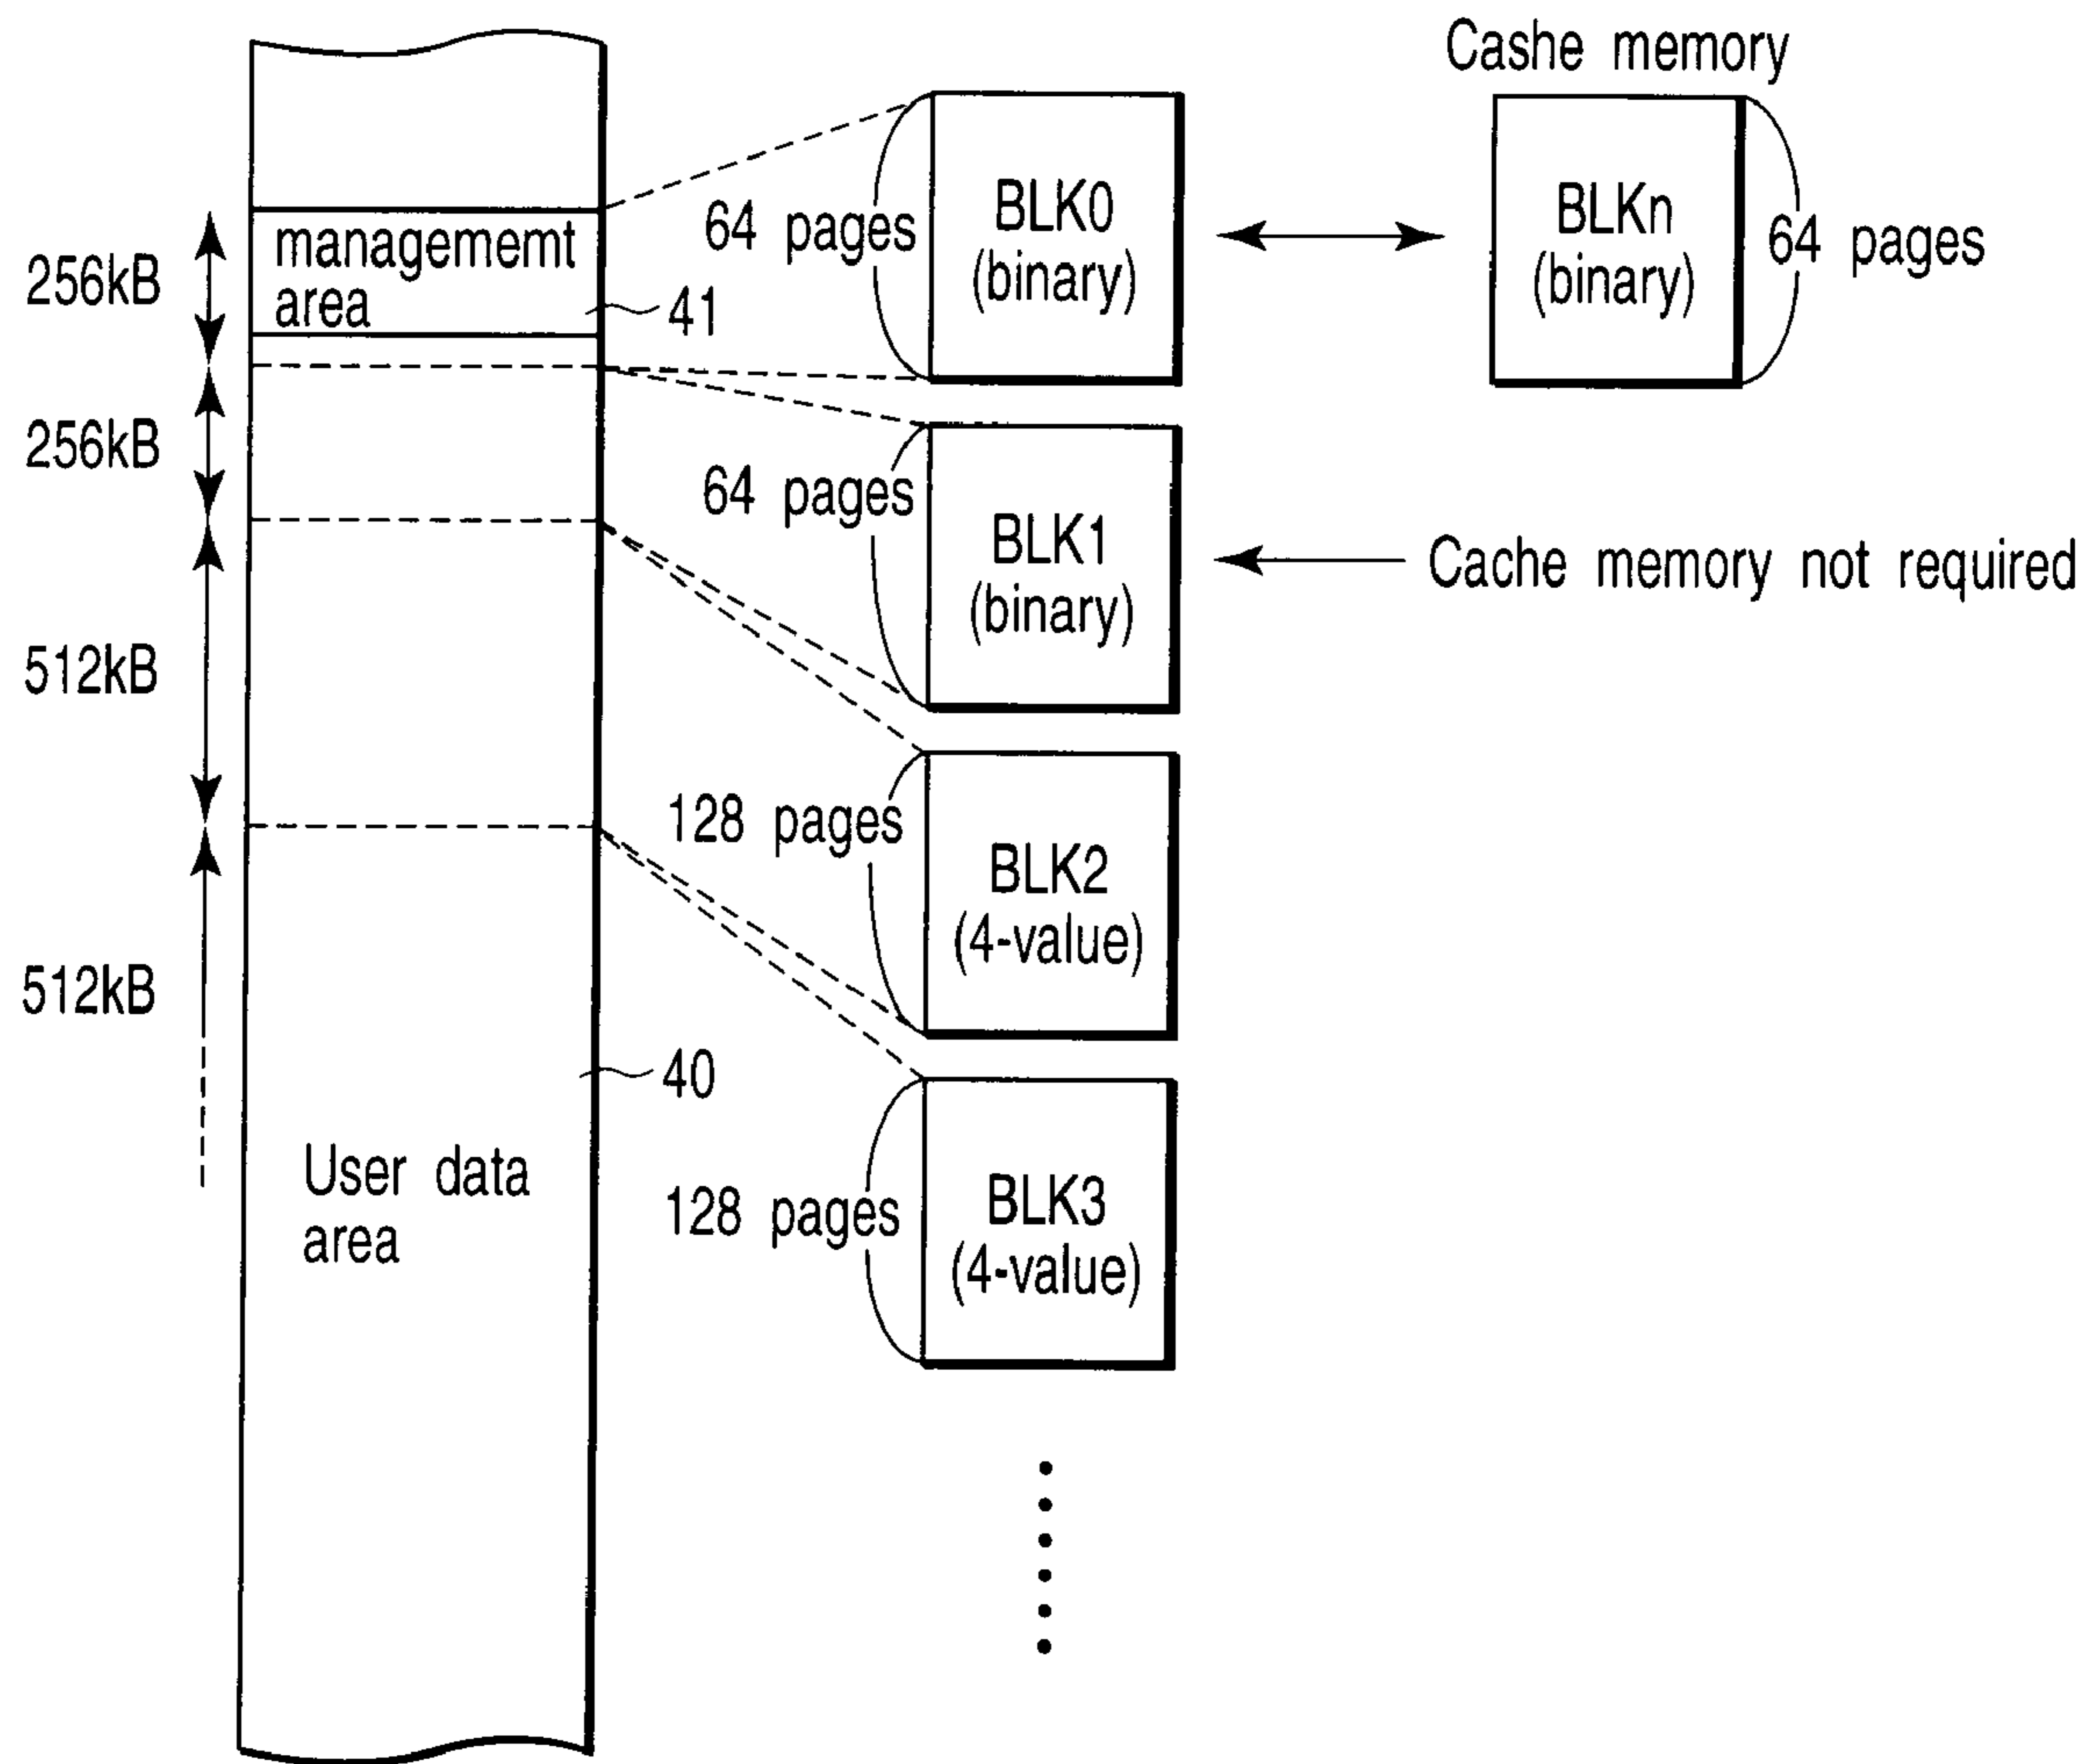 Cashe memory
256kB
managememt
area
41
64 pages
BLK0
(binary)
BLKn
(binary)
64 pages
256kB
64 pages
BLK1
(binary)
Cache memory not required
512kB
128 pages
BLK2
(4-value)
512kB
40
User data
area
128 pages
BLK3
(4-value)